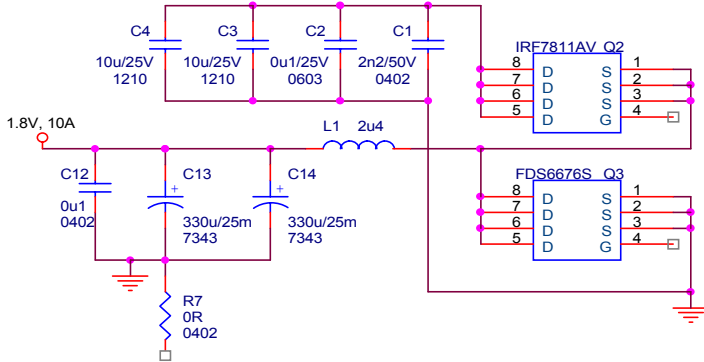 C4
10u/25V
1210
C3
10u/25V
1210
C2
0u1/25V
0603
C1
2n2/50V
0402
IRF7811AV Q2
8 D S 1
7 D S 2
6 D S 3
5 D G 4
1.8V, 10A
L1 2u4
C12
0u1
0402
C13
+
330u/25m
7343
C14
+
330u/25m
7343
FDS6676S Q3
8 D S 1
7 D S 2
6 D S 3
5 D G 4
R7
0R
0402